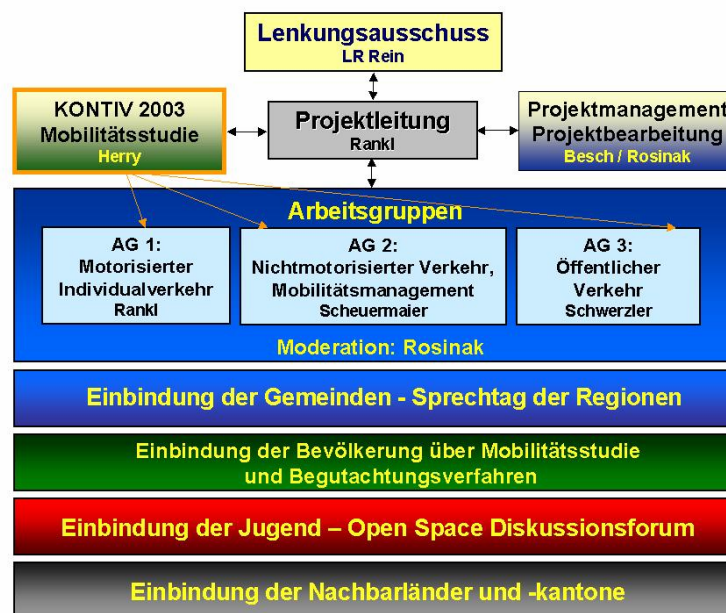 Lenkungsausschuss
LR Rein
KONTIV 2003
Mobilitätsstudie
Herry
Projektleitung
Rankl
Projektmanagement
Projektbearbeitung
Besch / Rosinak
Arbeitsgruppen
AG 1:
Motorisierter
Individualverkehr
Rankl
AG 2:
Nichtmotorisierter Verkehr,
Mobilitätsmanagement
Scheuermaier
AG 3:
Öffentlicher
Verkehr
Schwerzler
Moderation: Rosinak
Einbindung der Gemeinden - Sprechtag der Regionen
Einbindung der Bevölkerung über Mobilitätsstudie
und Begutachtungsverfahren
Einbindung der Jugend – Open Space Diskussionsforum
Einbindung der Nachbarländer und -kantone